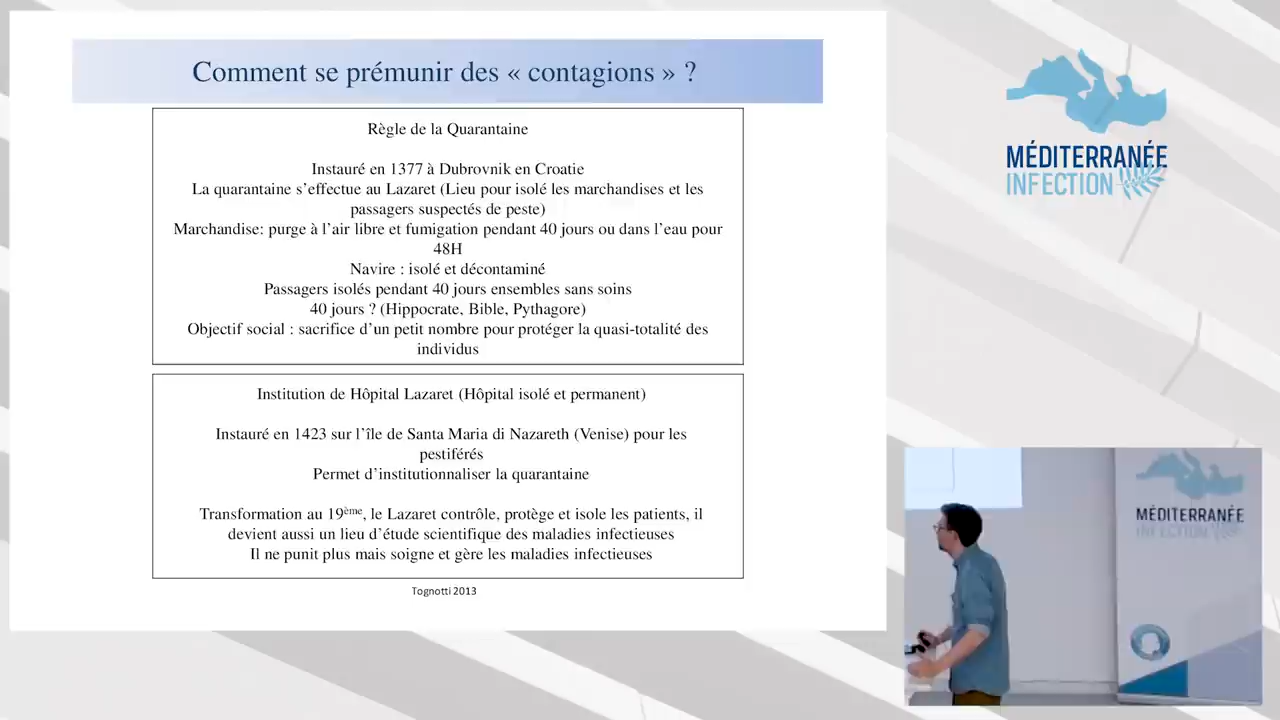 Comment se prémunir des « contagions » ?
Règle de la Quarantaine
Instauré en 1377 à Dubrovnik en Croatie
La quarantaine s’effectue au Lazaret (Lieu pour isolé les marchandises et les
passagers suspectés de peste)
Marchandise: purge à l’air libre et fumigation pendant 40 jours ou dans l’eau pour
48H
Navire : isolé et décontaminé
Passagers isolés pendant 40 jours ensembles sans soins
40 jours ? (Hippocrate, Bible, Pythagore)
Objectif social : sacrifice d’un petit nombre pour protéger la quasi-totalité des
individus
Institution de Hôpital Lazaret (Hôpital isolé et permanent)
Instauré en 1423 sur l’île de Santa Maria di Nazareth (Venise) pour les
pestiférés
Permet d’institutionnaliser la quarantaine
Transformation au 19ème, le Lazaret contrôle, protège et isole les patients, il
devient aussi un lieu d’étude scientifique des maladies infectieuses
Il ne punit plus mais soigne et gère les maladies infectieuses
Tognotti 2013
MÉDITERRANÉE
INFECTION
MÉDITERRANÉE
INFECTION